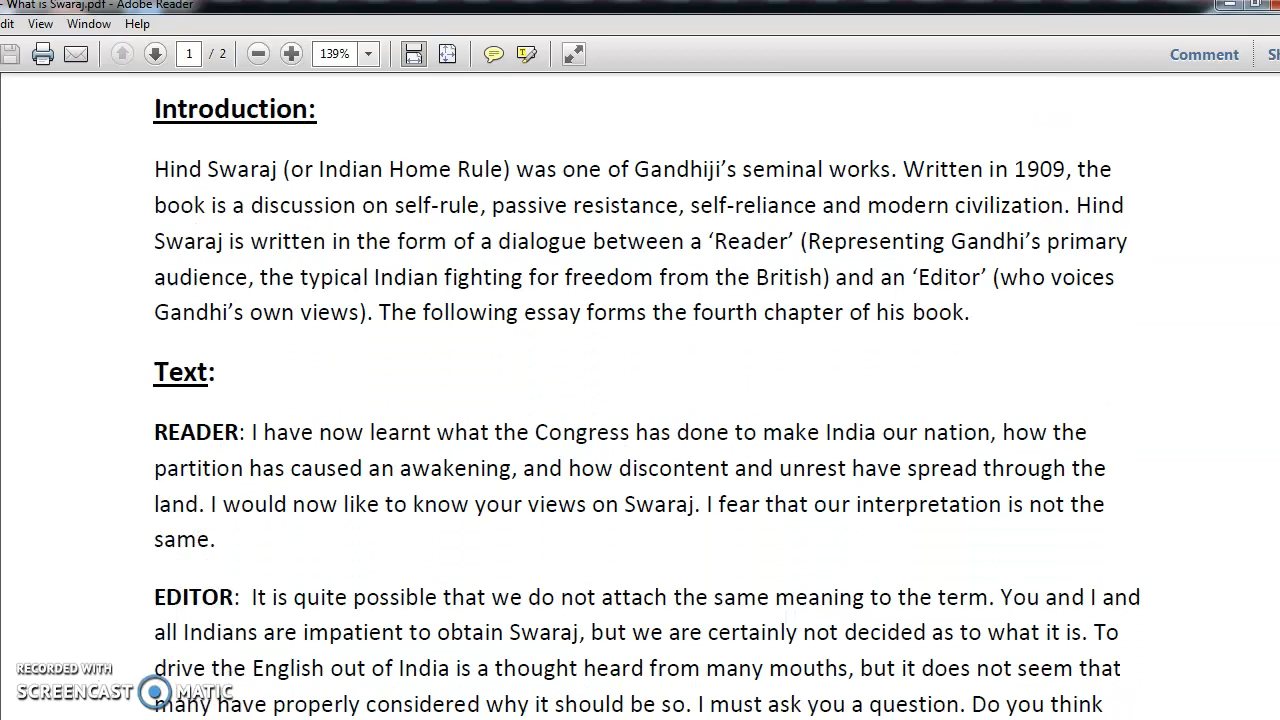 - What is Swaraj.pdf - Adobe Reader
dit View Window Help
1 / 2 139% Comment Sh
Introduction:
Hind Swaraj (or Indian Home Rule) was one of Gandhiji’s seminal works. Written in 1909, the
book is a discussion on self-rule, passive resistance, self-reliance and modern civilization. Hind
Swaraj is written in the form of a dialogue between a ‘Reader’ (Representing Gandhi’s primary
audience, the typical Indian fighting for freedom from the British) and an ‘Editor’ (who voices
Gandhi’s own views). The following essay forms the fourth chapter of his book.
Text:
READER: I have now learnt what the Congress has done to make India our nation, how the
partition has caused an awakening, and how discontent and unrest have spread through the
land. I would now like to know your views on Swaraj. I fear that our interpretation is not the
same.
EDITOR: It is quite possible that we do not attach the same meaning to the term. You and I and
all Indians are impatient to obtain Swaraj, but we are certainly not decided as to what it is. To
drive the English out of India is a thought heard from many mouths, but it does not seem that
many have properly considered why it should be so. I must ask you a question. Do you think
RECORDED WITH
SCREENCAST MATIC